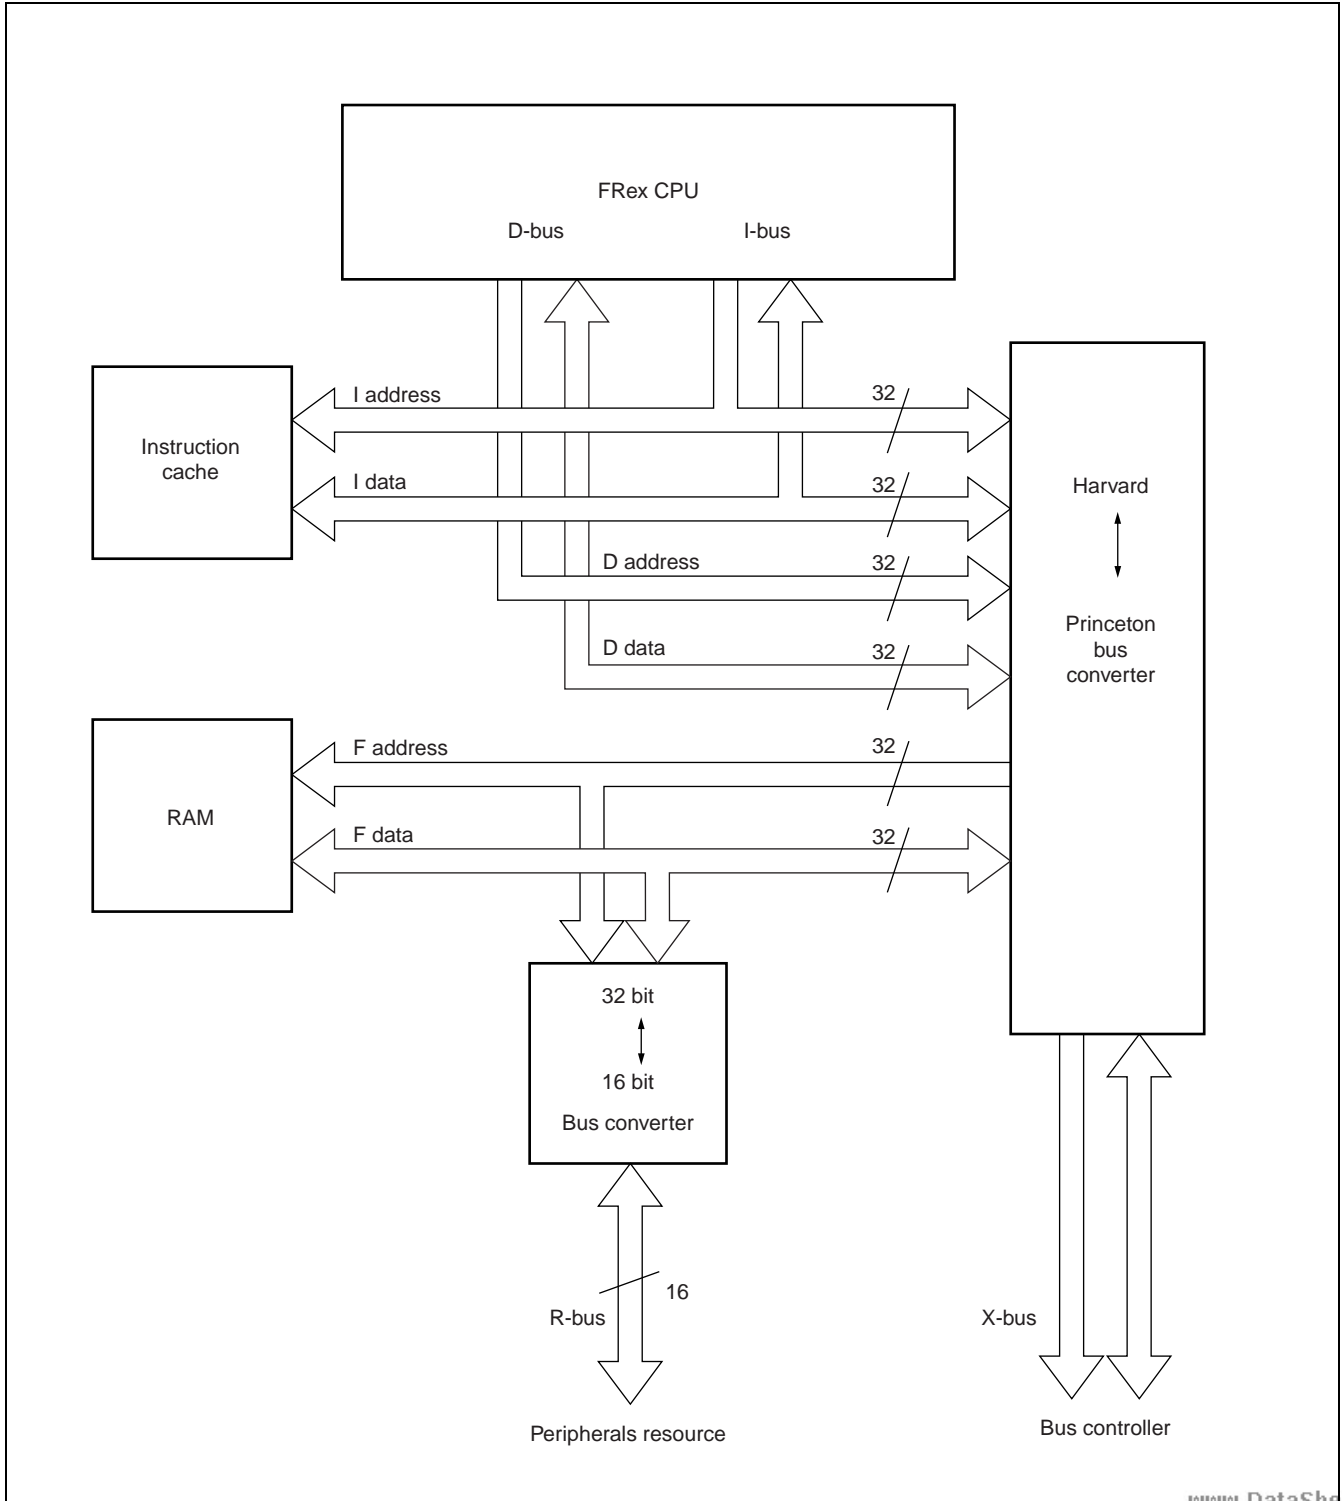 FRex CPU
D-bus
I-bus
I address
32
Instruction
cache
I data
32
Harvard
D address
32
Princeton
bus
converter
D data
32
F address
32
RAM
F data
32
32 bit
16 bit
Bus converter
16
R-bus
X-bus
Peripherals resource
Bus controller